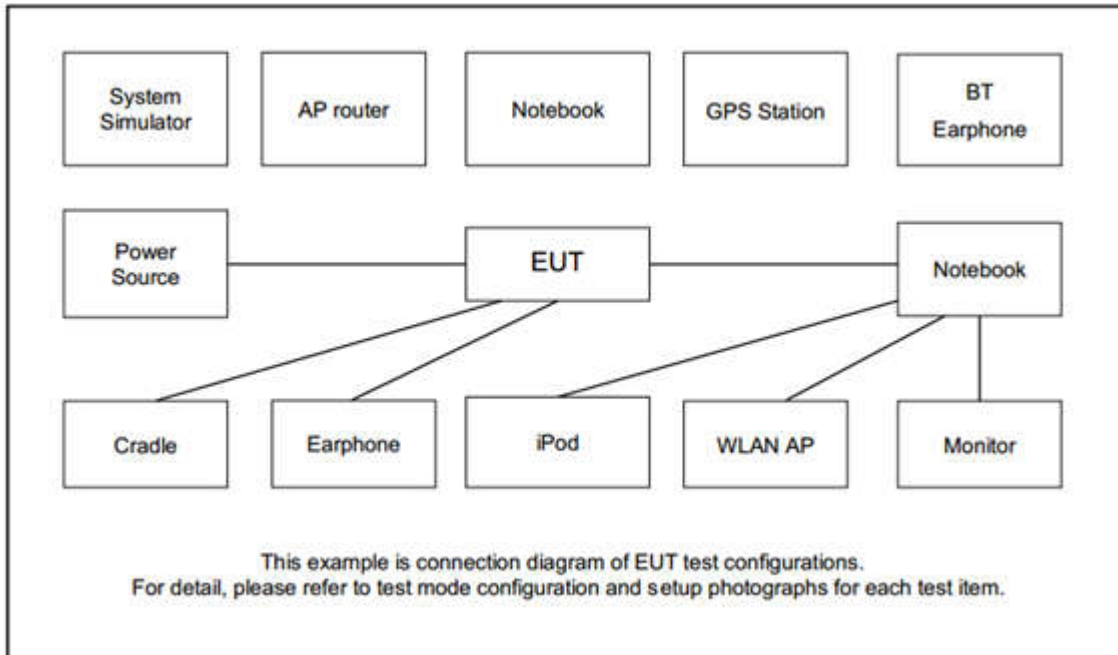 System
Simulator
AP router
Notebook
GPS Station
BT
Earphone
Power
Source
EUT
Notebook
Cradle
Earphone
iPod
WLAN AP
Monitor
This example is connection diagram of EUT test configurations.
For detail, please refer to test mode configuration and setup photographs for each test item.